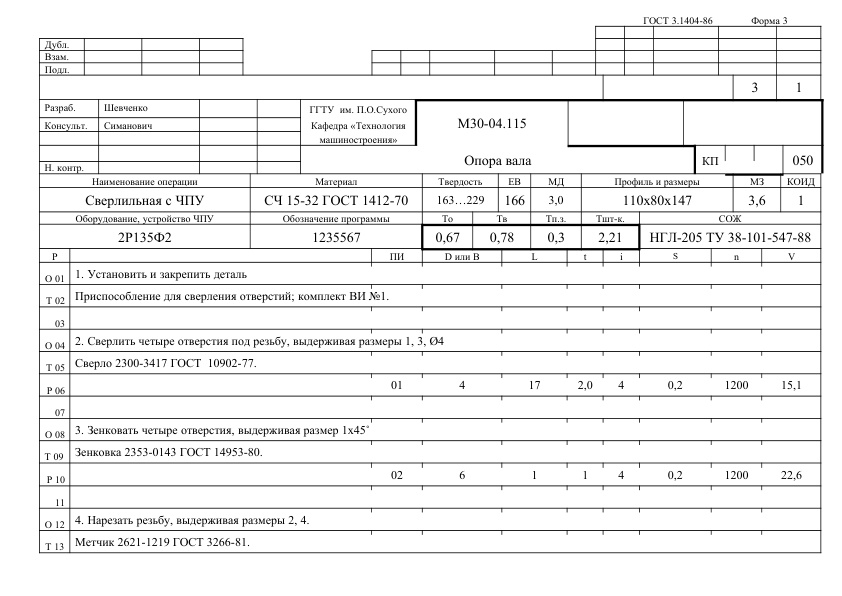 ГОСТ 3.1404-86 Форма 3
Дубл.
Взам.
Подл.
3 1
Разраб. Шевченко
Консульт. Симанович
Н. контр.
ГГТУ им. П.О.Сухого
Кафедра «Технология
машиностроения»
М30-04.115
Опора вала КП 050
Наименование операции Материал Твердость ЕВ МД Профиль и размеры МЗ КОИД
Сверлильная с ЧПУ СЧ 15-32 ГОСТ 1412-70 163…229 166 3,0 110х80х147 3,6 1
Оборудование, устройство ЧПУ Обозначение программы То Тв Тп.з. Тшт-к. СОЖ
2Р135Ф2 1235567 0,67 0,78 0,3 2,21 НГЛ-205 ТУ 38-101-547-88
Р ПИ D или B L t i S n V
О 01 1. Установить и закрепить деталь
Т 02 Приспособление для сверления отверстий; комплект ВИ №1.
03
О 04 2. Сверлить четыре отверстия под резьбу, выдерживая размеры 1, 3, Ø4
Т 05 Сверло 2300-3417 ГОСТ 10902-77.
Р 06 01 4 17 2,0 4 0,2 1200 15,1
07
О 08 3. Зенковать четыре отверстия, выдерживая размер 1х45˚
Т 09 Зенковка 2353-0143 ГОСТ 14953-80.
Р 10 02 6 1 1 4 0,2 1200 22,6
11
О 12 4. Нарезать резьбу, выдерживая размеры 2, 4.
Т 13 Метчик 2621-1219 ГОСТ 3266-81.